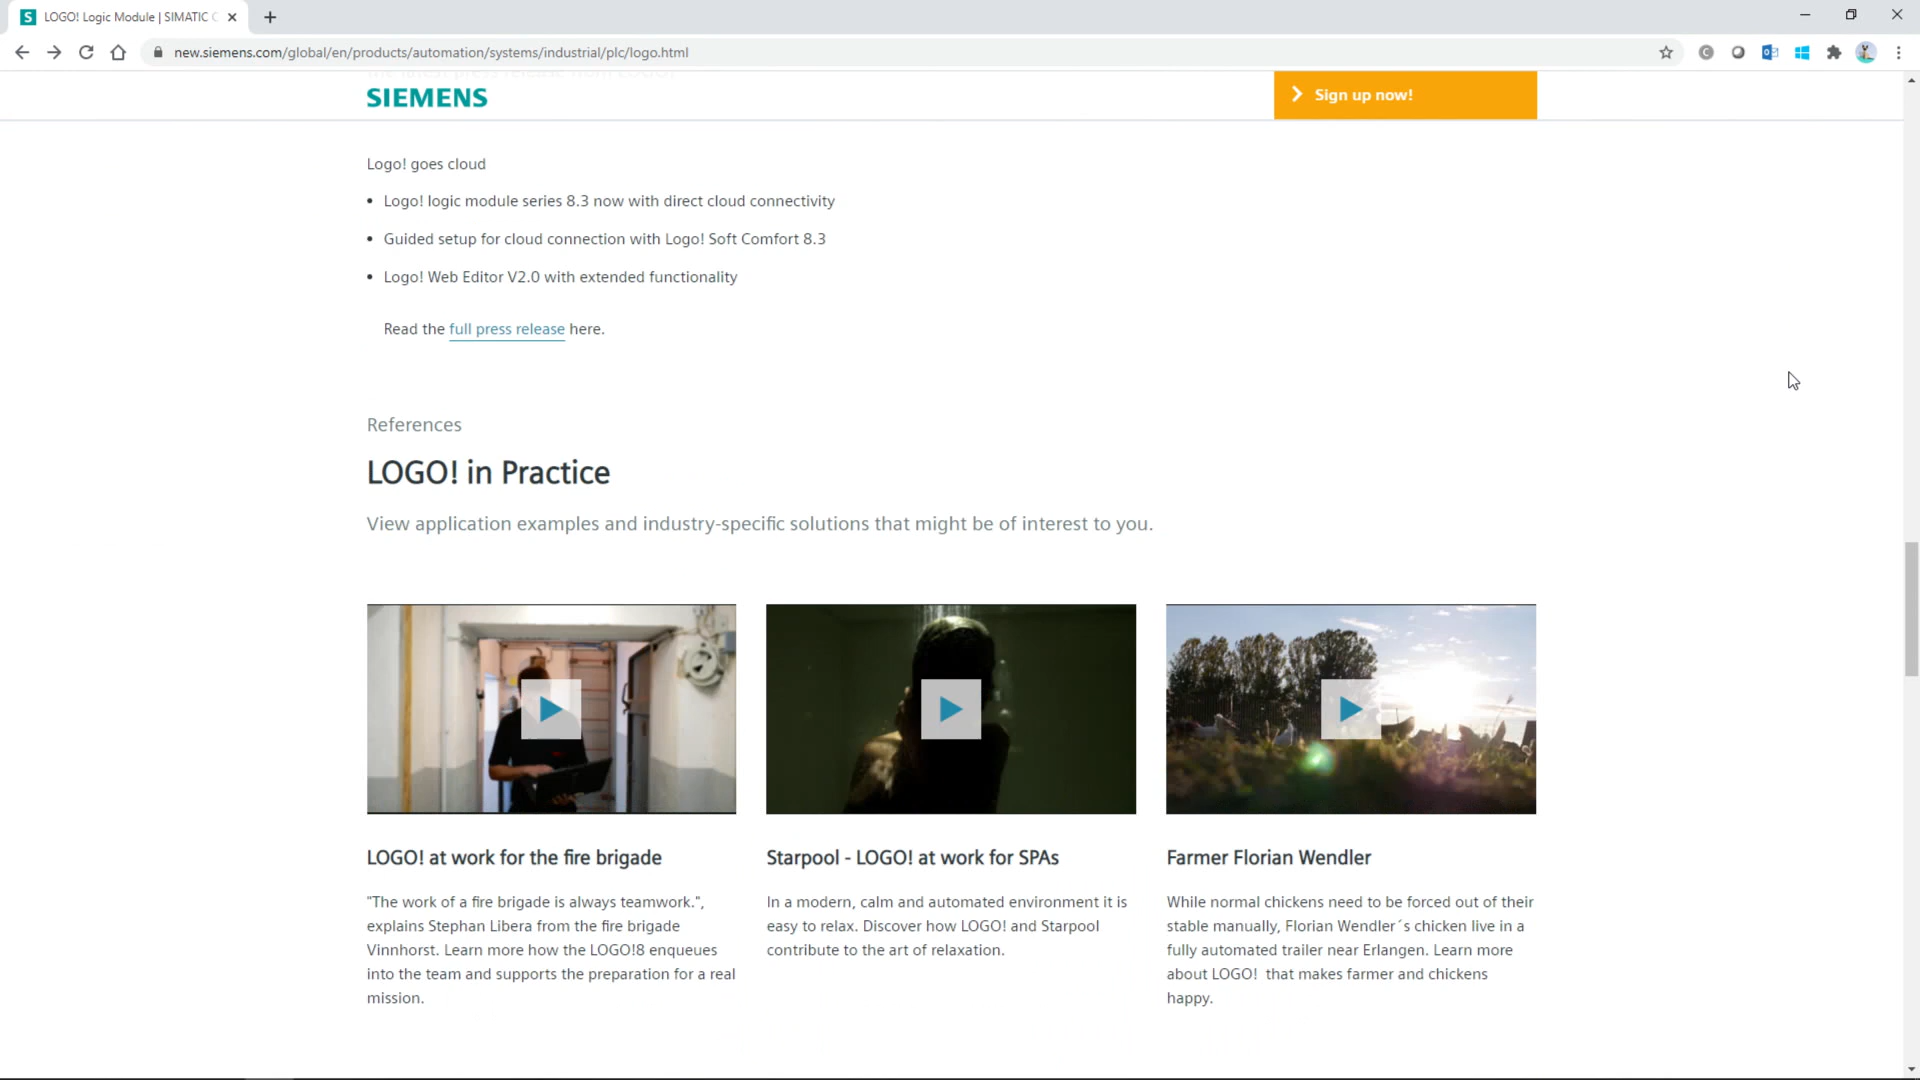 LOGO! Logic Module | SIMATIC C
new.siemens.com/global/en/products/automation/systems/industrial/plc/logo.html
the latest press release from LOGO!
SIEMENS
Sign up now!
Logo! goes cloud
• Logo! logic module series 8.3 now with direct cloud connectivity
• Guided setup for cloud connection with Logo! Soft Comfort 8.3
• Logo! Web Editor V2.0 with extended functionality
Read the full press release here.
References
LOGO! in Practice
View application examples and industry-specific solutions that might be of interest to you.
LOGO! at work for the fire brigade
"The work of a fire brigade is always teamwork.",
explains Stephan Libera from the fire brigade
Vinnhorst. Learn more how the LOGO!8 enqueues
into the team and supports the preparation for a real
mission.
Starpool - LOGO! at work for SPAs
In a modern, calm and automated environment it is
easy to relax. Discover how LOGO! and Starpool
contribute to the art of relaxation.
Farmer Florian Wendler
While normal chickens need to be forced out of their
stable manually, Florian Wendler´s chicken live in a
fully automated trailer near Erlangen. Learn more
about LOGO! that makes farmer and chickens
happy.